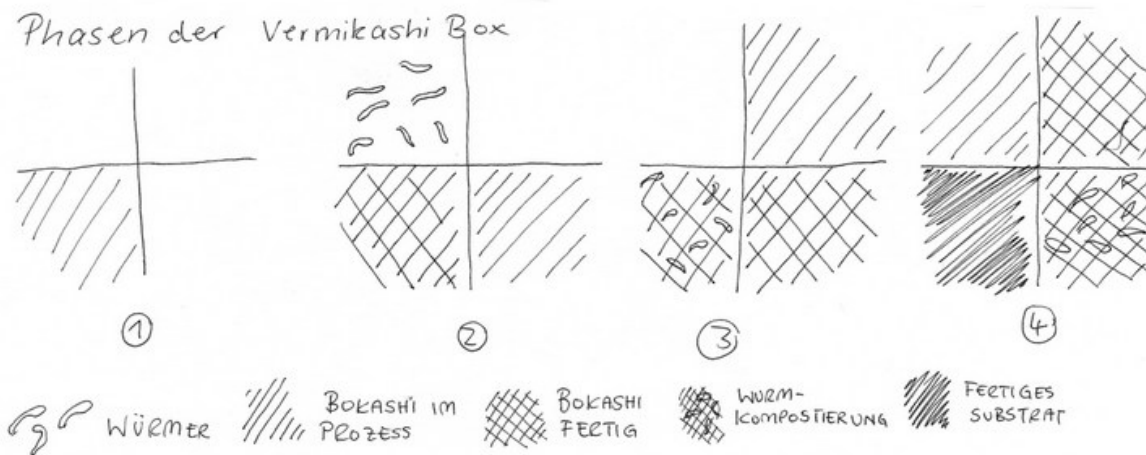 Phasen der Vermikashi Box
① ② ③ ④
WÜRMER
BOKASHI IM
PROZESS
BOKASHI
FERTIG
WURM-
KOMPOSTIERUNG
FERTIGES
SUBSTRAT